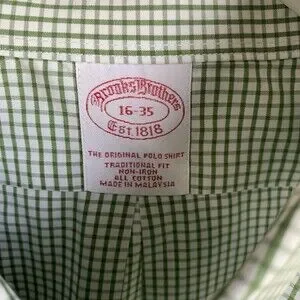 Brooks Brothers
16-35
Est. 1818
THE ORIGINAL POLO SHIRT
TRADITIONAL FIT
NON-IRON
ALL COTTON
MADE IN MALAYSIA